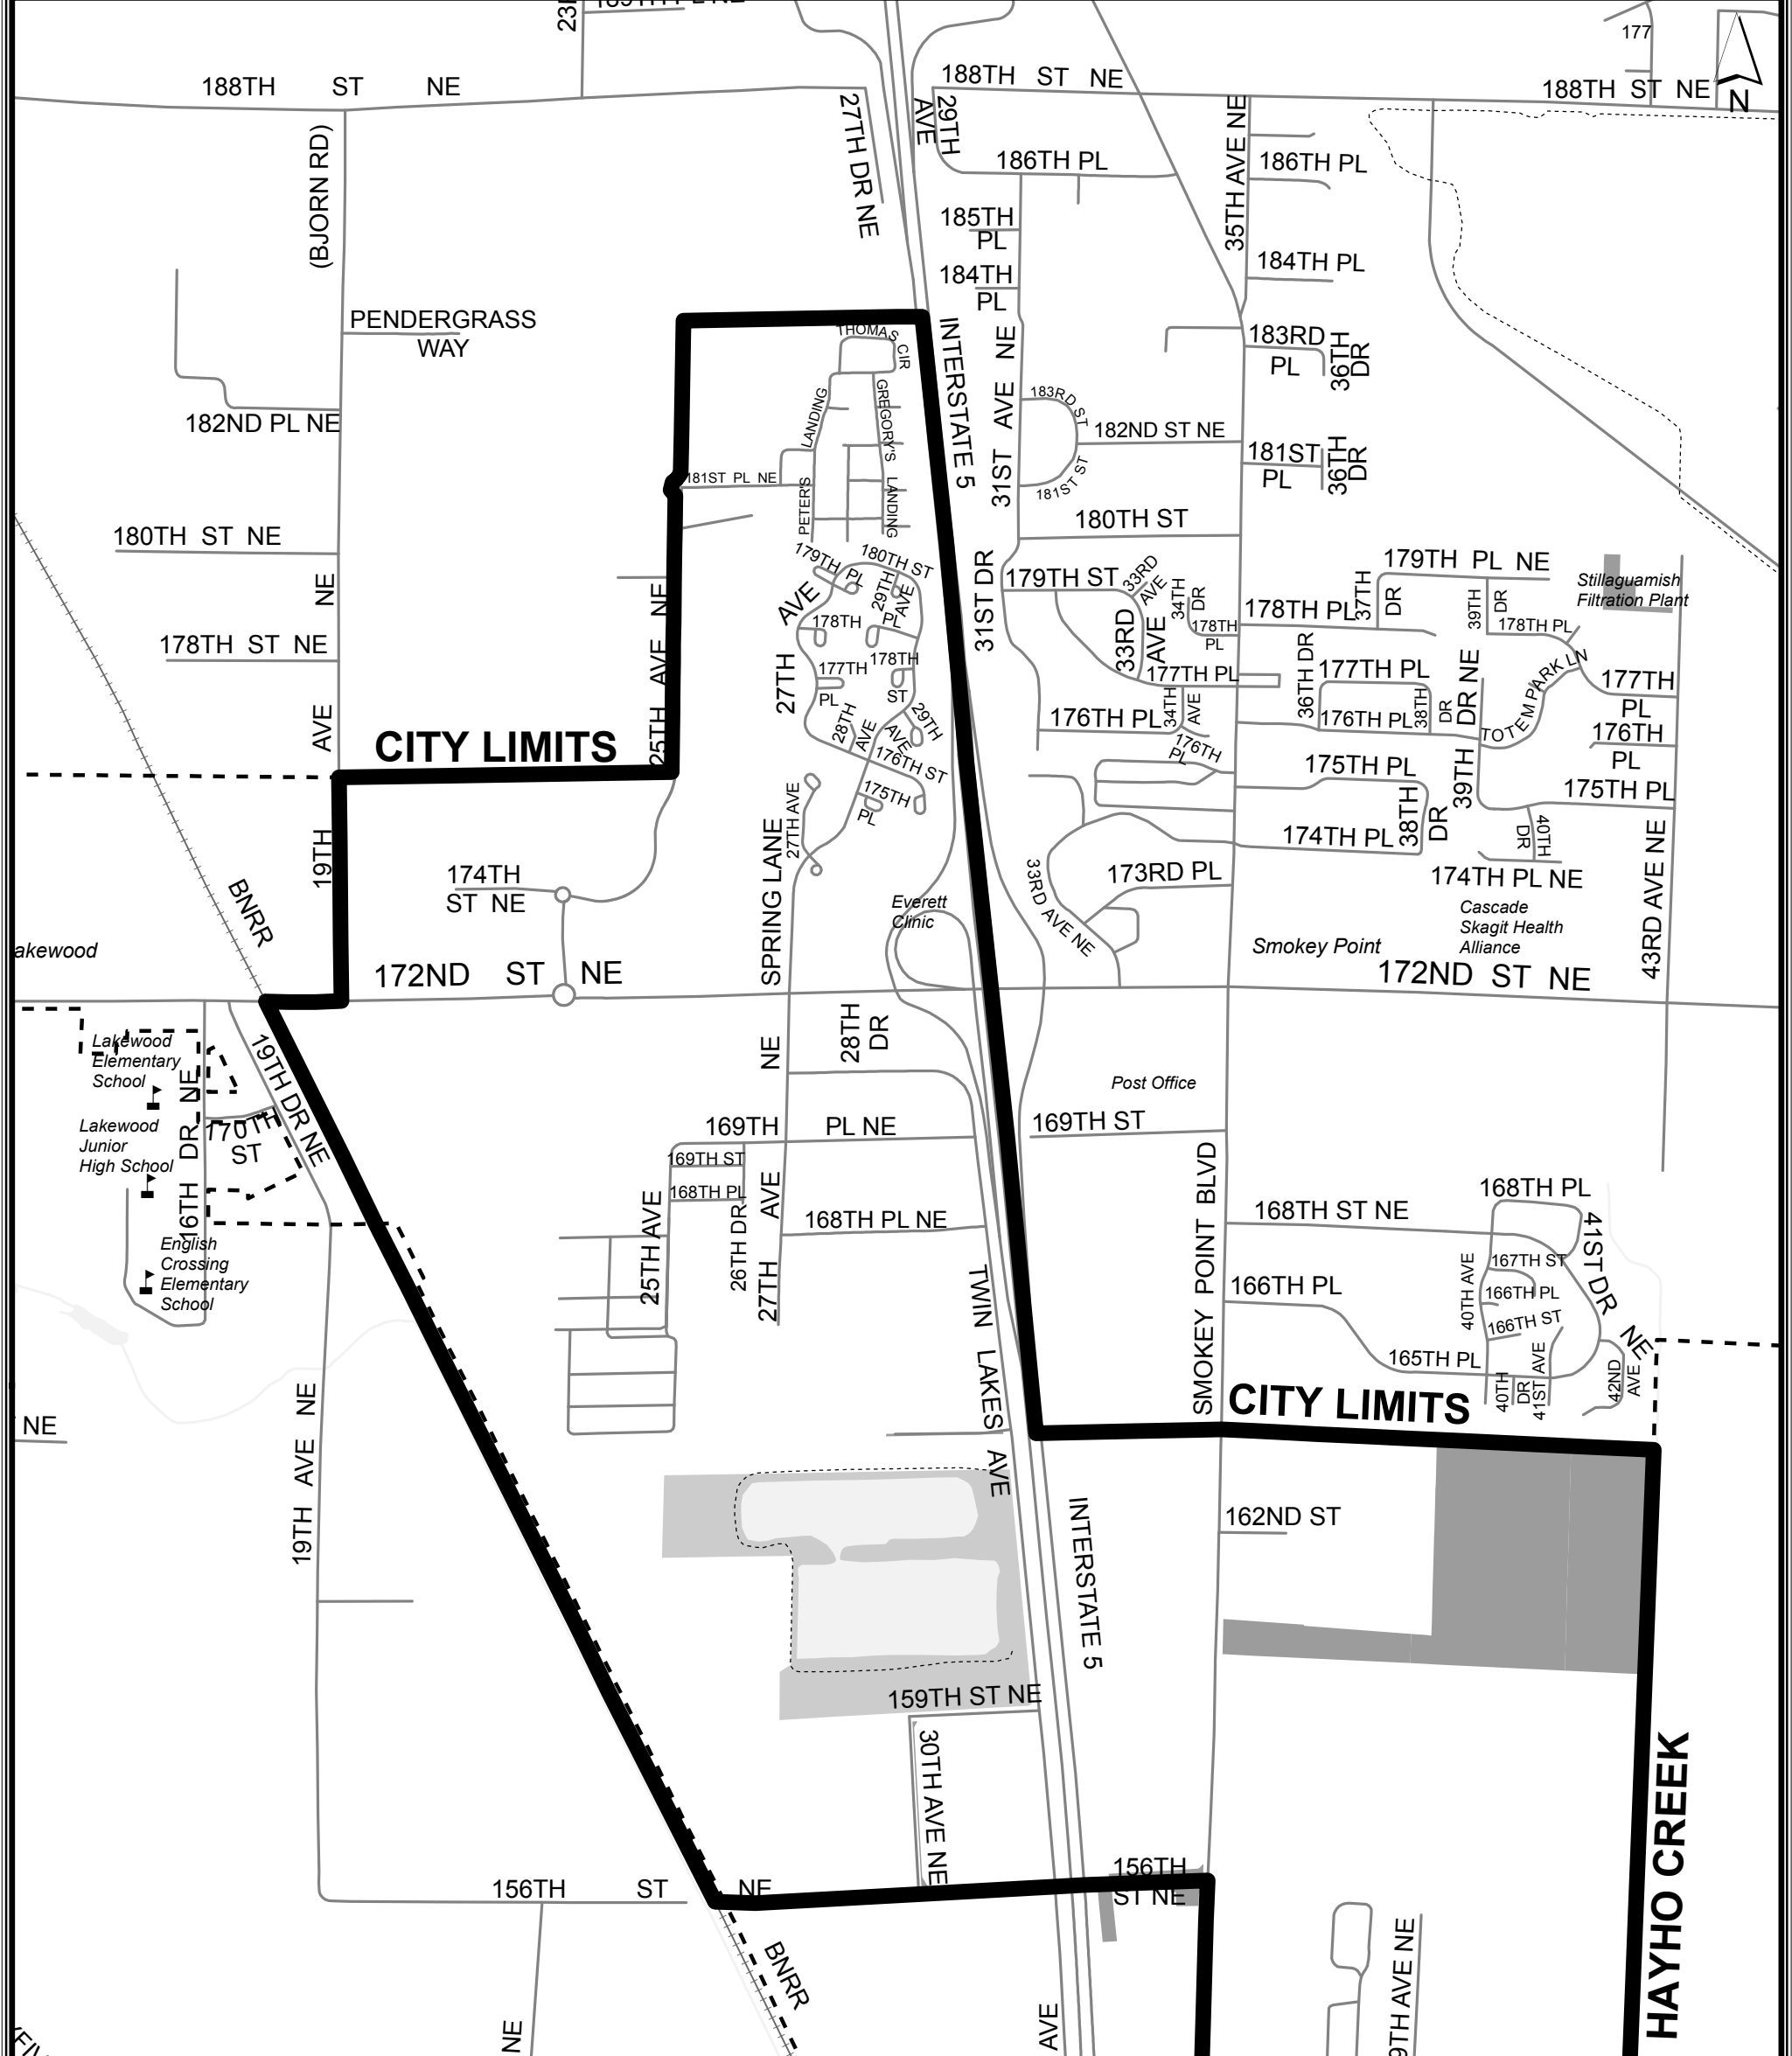 188TH ST NE
188TH ST NE
188TH ST NE
177
N
(BJORN RD)
27TH DR NE
29TH
AVE
186TH PL
35TH AVE NE
186TH PL
185TH
PL
184TH
PL
184TH PL
PENDERGRASS
WAY
THOMAS CIR
INTERSTATE 5
31ST AVE NE
183RD
PL
36TH
DR
182ND PL NE
LANDING
GREGORY'S
183RD ST
182ND ST NE
181ST
PL
36TH
DR
181ST PL NE
PETER'S
LANDING
181ST ST
180TH ST NE
180TH ST
179TH PL
180TH ST
29TH
AVE
31ST DR
179TH ST
33RD
AVE
34TH
DR
178TH PL
37TH
DR
179TH PL NE
39TH
DR
Stillaguamish
Filtration Plant
NE
AVE
27TH
178TH
PL
33RD
AVE
178TH
PL
178TH PL
178TH ST NE
25TH AVE NE
177TH
PL
178TH
ST
177TH PL
36TH DR
177TH PL
38TH
DR
DR NE
TOTEM PARK LN
177TH
PL
AVE
28TH
AVE
29TH
AVE
176TH PL
34TH
AVE
176TH PL
176TH
PL
CITY LIMITS
176TH ST
176TH
PL
175TH PL
39TH
175TH PL
27TH AVE
175TH
PL
38TH
DR
40TH
DR
19TH
SPRING LANE
174TH PL
174TH
ST NE
173RD PL
174TH PL NE
43RD AVE NE
BNRR
Everett
Clinic
33RD AVE NE
Cascade
Skagit Health
Alliance
akewood
Smokey Point
172ND ST NE
172ND ST NE
Lakewood
Elementary
School
19TH DR NE
NE
28TH
DR
Post Office
Lakewood
Junior
High School
16TH DR NE
170TH
ST
169TH PL NE
169TH ST
169TH ST
168TH PL
25TH AVE
26TH DR
27TH AVE
168TH PL NE
SMOKEY POINT BLVD
168TH ST NE
168TH PL
41ST DR NE
English
Crossing
Elementary
School
167TH ST
40TH AVE
166TH PL
166TH PL
166TH ST
TWIN LAKES AVE
165TH PL
40TH
DR
41ST AVE
42ND
AVE
CITY LIMITS
NE
19TH AVE NE
INTERSTATE 5
162ND ST
159TH ST NE
30TH AVE NE
HAYHO CREEK
156TH ST NE
156TH
ST NE
BNRR
NE
AVE
9TH AVE NE